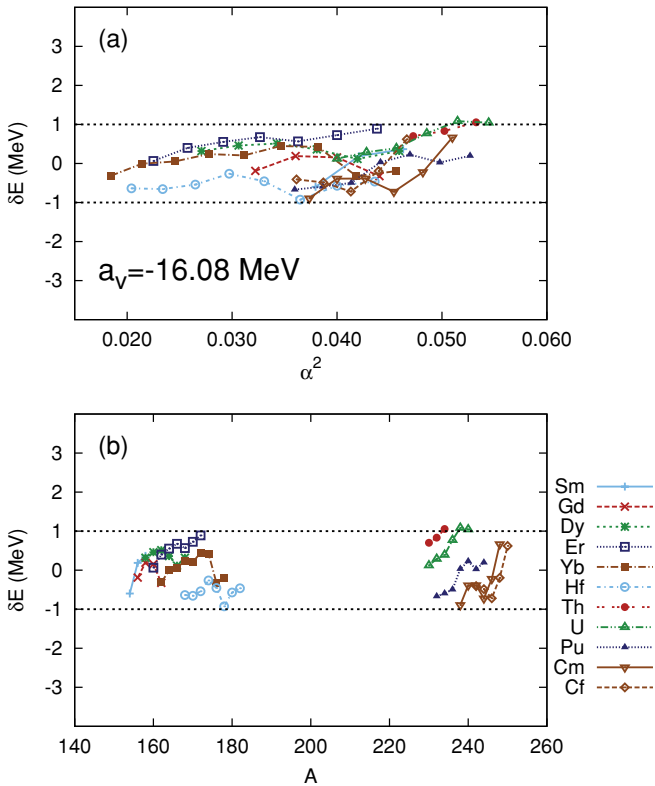 (a)
3
2
1
0
-1
-2
-3
δE (MeV)
a_v=-16.08 MeV
0.020 0.030 0.040 0.050 0.060
α²
(b)
3
2
1
0
-1
-2
-3
δE (MeV)
140 160 180 200 220 240 260
A
Sm
Gd
Dy
Er
Yb
Hf
Th
U
Pu
Cm
Cf